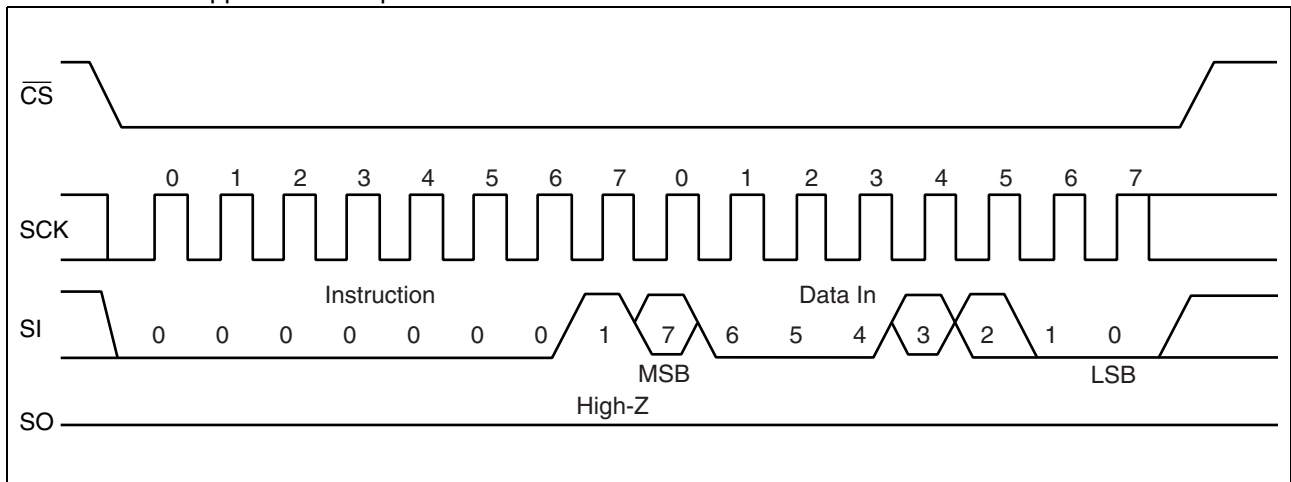 CS
0 1 2 3 4 5 6 7 0 1 2 3 4 5 6 7
SCK
Instruction Data In
SI 0 0 0 0 0 0 0 1 7 6 5 4 3 2 1 0
MSB LSB
High-Z
SO